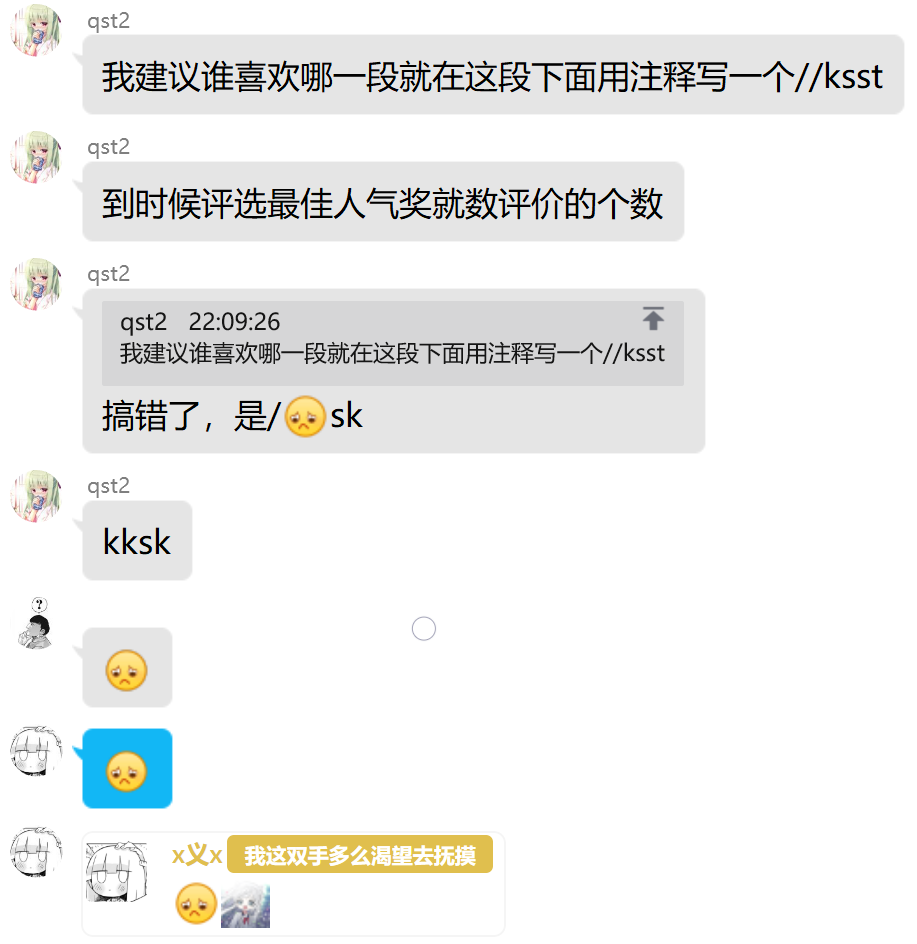 qst2
我建议谁喜欢哪一段就在这段下面用注释写一个//ksst
qst2
到时候评选最佳人气奖就数评价的个数
qst2
qst2 22:09:26
我建议谁喜欢哪一段就在这段下面用注释写一个//ksst
搞错了，是/😞sk
qst2
kksk
?
😞
😞
x义x 我这双手多么渴望去抚摸
😞